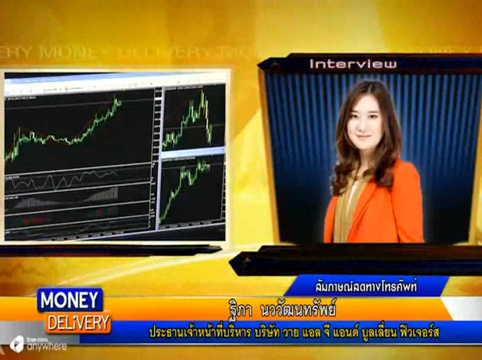 ERY MONEY DELIVERY MO
Interview
สัมภาษณ์สดทางโทรศัพท์
MONEY
DELiVERY
ฐิภา นววัฒนทรัพย์
ประธานเจ้าหน้าที่บริหาร บริษัท วาย แอล จี แอนด์ บูลเลี่ยน ฟิวเจอร์ส
truevisions
anywhere